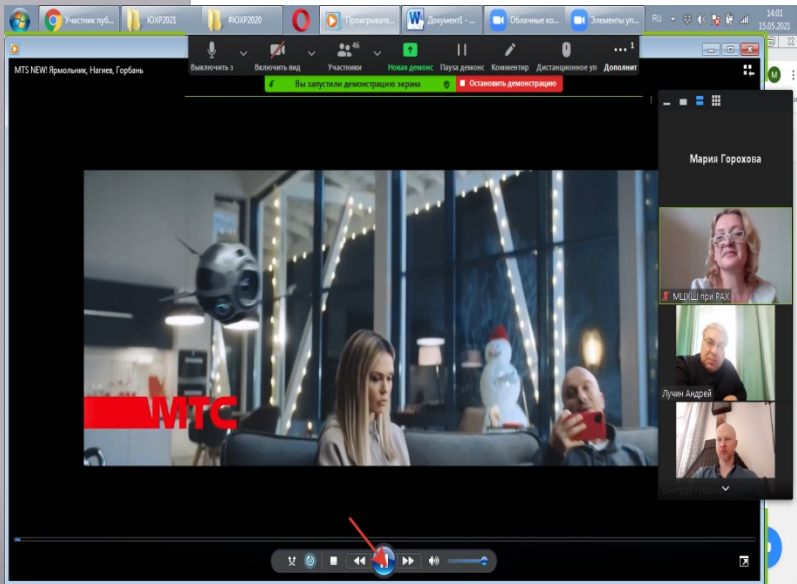 Участник пуб...
ЮХР2021
#ЮХР2020
Проигрывате...
Документ1 - ...
Облачные ко...
Элементы уп...
RU
14:01
15.05.2021
MTS NEW! Ярмольник, Нагиев, Горбань
46
1
Выключить з
Включить вид
Участники
Новая демонс
Пауза демонс
Комментир
Дистанционное уп
Дополнит
Вы запустили демонстрацию экрана
Остановить демонстрацию
M
Мария Горохова
МЦХШ при РАХ
Лучин Андрей
МТС